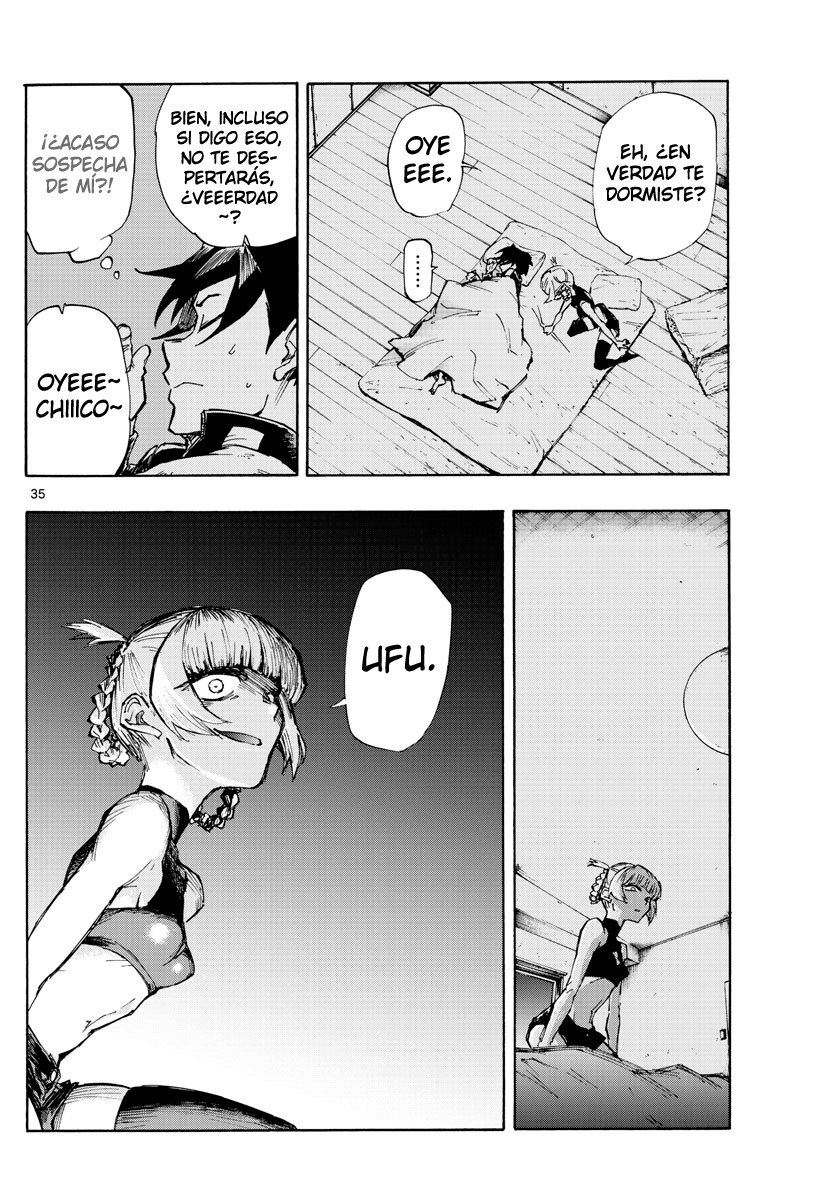 EH, ¿EN
VERDAD TE
DORMISTE?
OYE
EEE.
......
BIEN, INCLUSO
SI DIGO ESO,
NO TE DES-
PERTARÁS,
¿VEEERDAD
~?
¡¿ACASO
SOSPECHA
DE MÍ?!
OYEEE~
CHIIICO~
35
UFU.